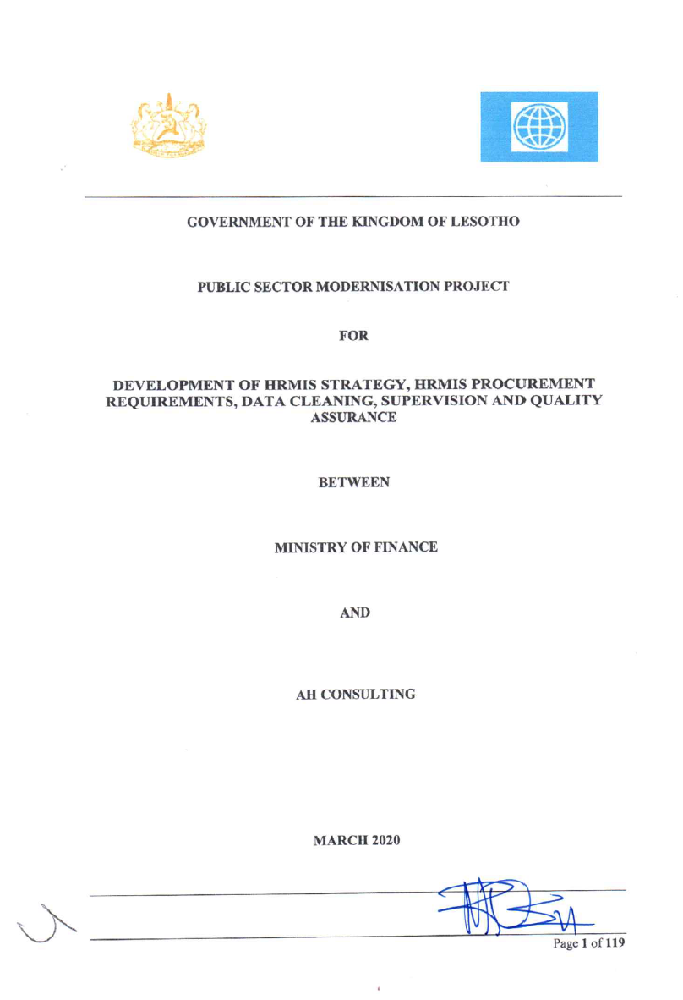 GOVERNMENT OF THE KINGDOM OF LESOTHO
PUBLIC SECTOR MODERNISATION PROJECT
FOR
DEVELOPMENT OF HRMIS STRATEGY, HRMIS PROCUREMENT
REQUIREMENTS, DATA CLEANING, SUPERVISION AND QUALITY
ASSURANCE
BETWEEN
MINISTRY OF FINANCE
AND
AH CONSULTING
MARCH 2020
Page 1 of 119